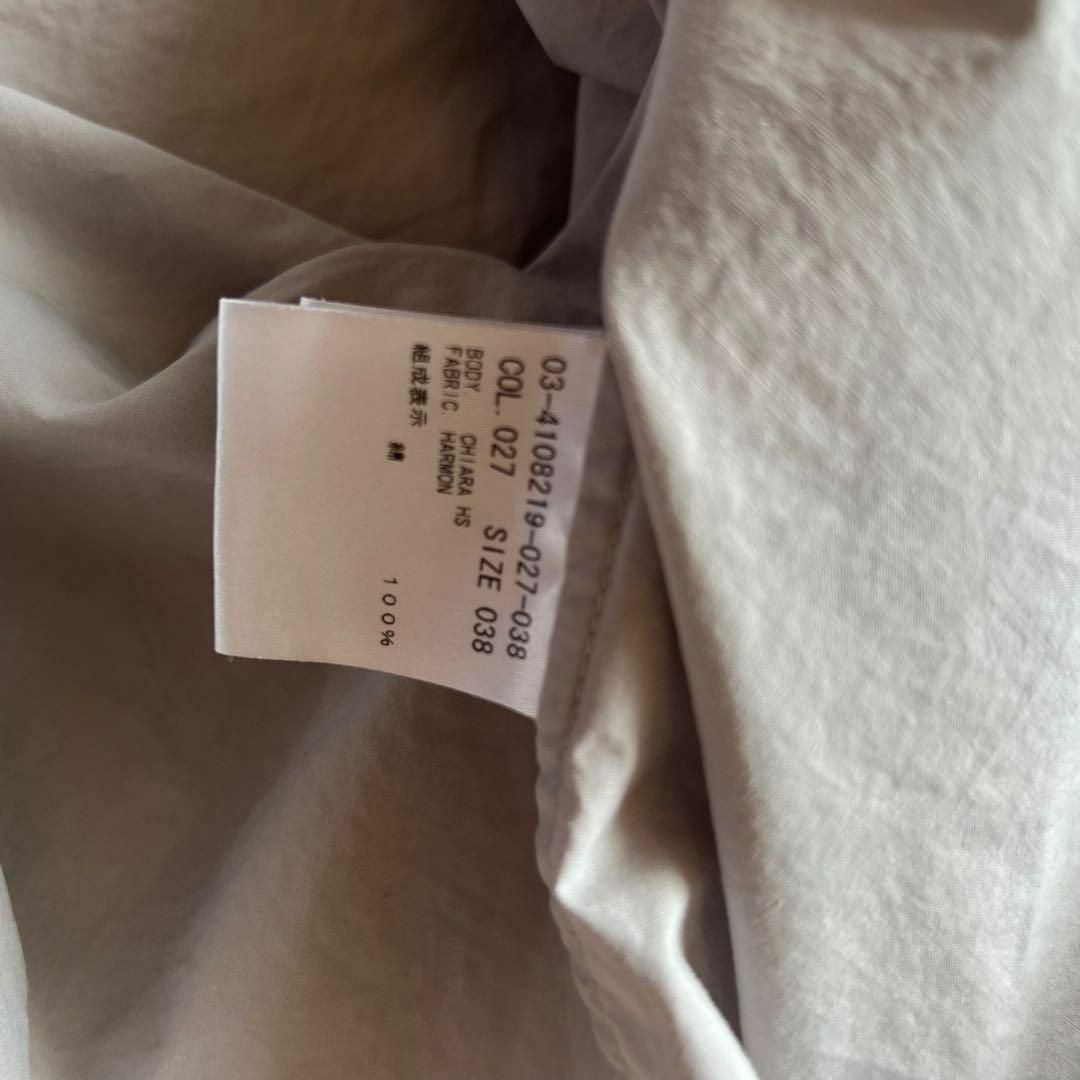 03-4108219-027-038
COL. 027 SIZE 038
BODY. CHIARA HS
FABRIC. HARMON
組成表示
綿 100%